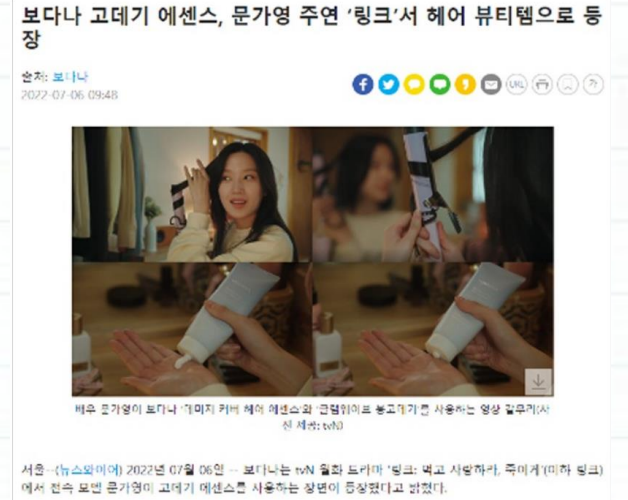 보다나 고데기 에센스, 문가영 주연 ‘링크’서 헤어 뷰티템으로 등
장
출처: 보다나
2022-07-06 09:48
URL
가
배우 문가영이 보다나 ‘데미지 커버 헤어 에센스’와 ‘글램웨이브 봉고데기’를 사용하는 영상 갈무리(사
진 제공: tvN)
서울--(뉴스와이어) 2022년 07월 06일 -- 보다나는 tvN 월화 드라마 ‘링크: 먹고 사랑하라, 죽이게’(이하 링크)
에서 전속 모델 문가영이 고데기 에센스를 사용하는 장면이 등장했다고 밝혔다.